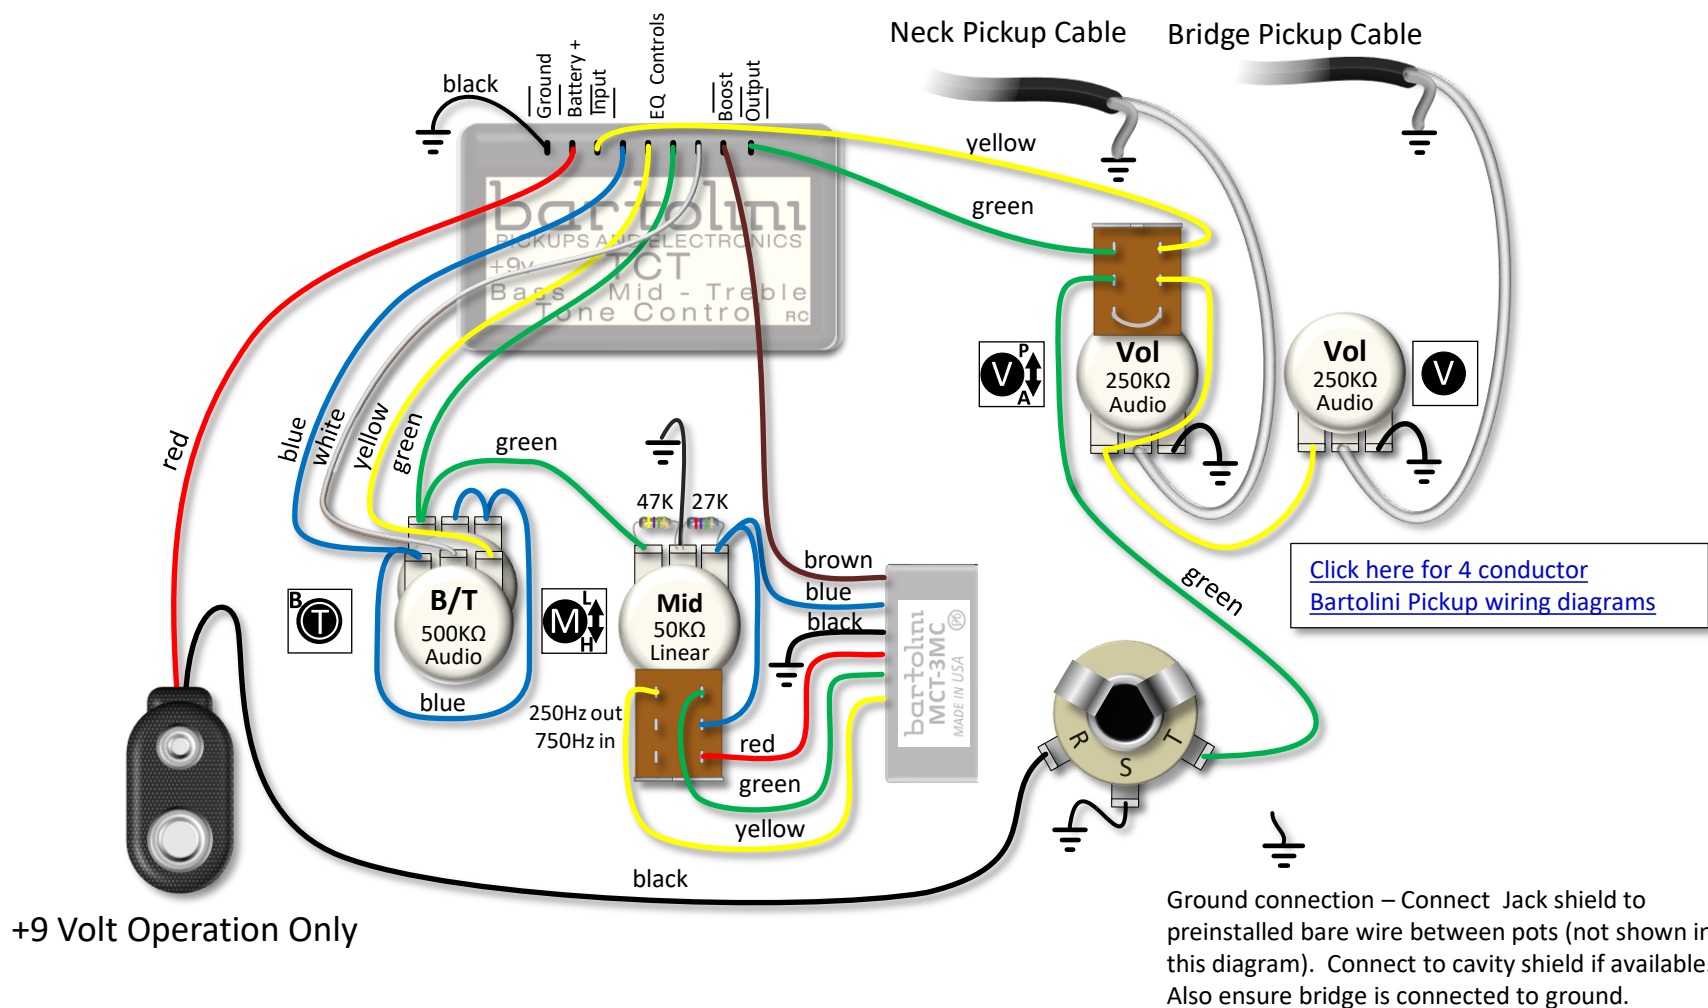 Neck Pickup Cable
Bridge Pickup Cable
Ground
Battery +
Input
EQ Controls
Boost
Output
black
yellow
green
bartolini
PICKUPS AND ELECTRONICS
+9v
TCT
Bass - Mid - Treble
Tone Control
RC
Vol
250KΩ
Audio
V
P
A
Vol
250KΩ
Audio
V
red
blue
white
yellow
green
green
47K
27K
brown
blue
black
B
T
B/T
500KΩ
Audio
M
L
H
Mid
50KΩ
Linear
bartolini
MCT-3MC
MADE IN USA
Click here for 4 conductor
Bartolini Pickup wiring diagrams
green
blue
250Hz out
750Hz in
red
green
yellow
R
S
T
black
+9 Volt Operation Only
Ground connection – Connect Jack shield to
preinstalled bare wire between pots (not shown in
this diagram). Connect to cavity shield if available.
Also ensure bridge is connected to ground.